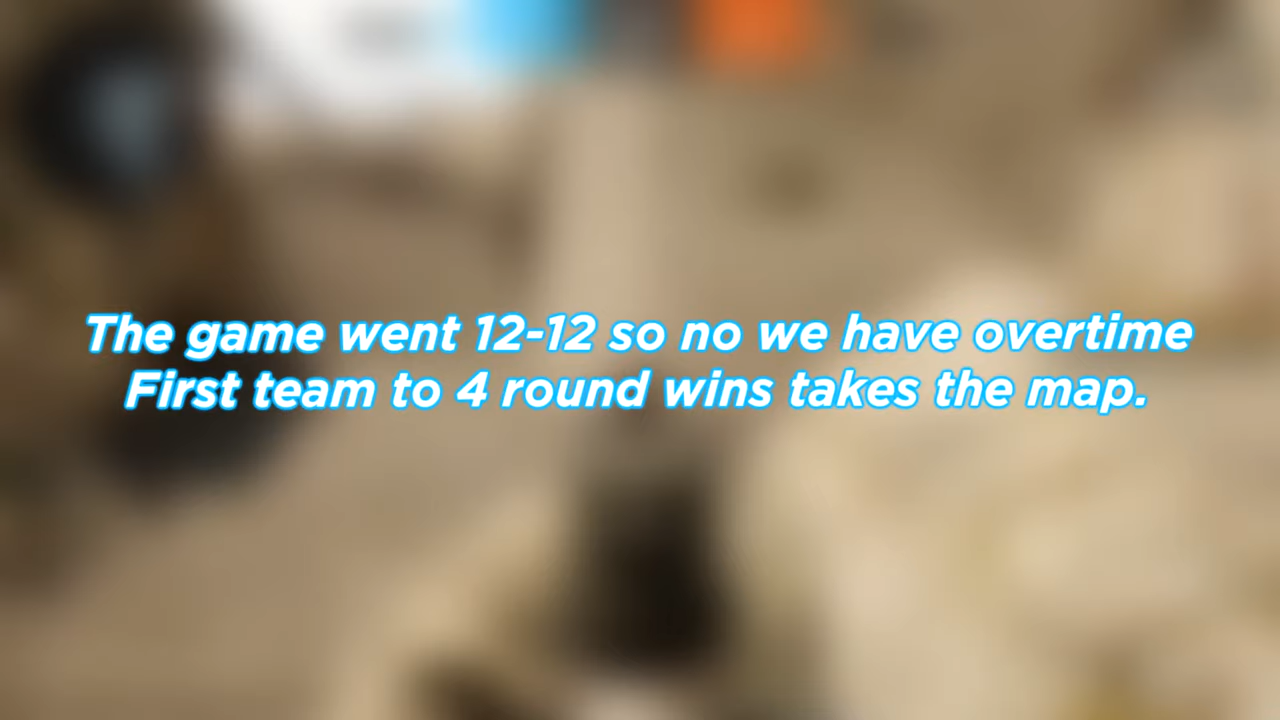 The game went 12-12 so no we have overtime
First team to 4 round wins takes the map.